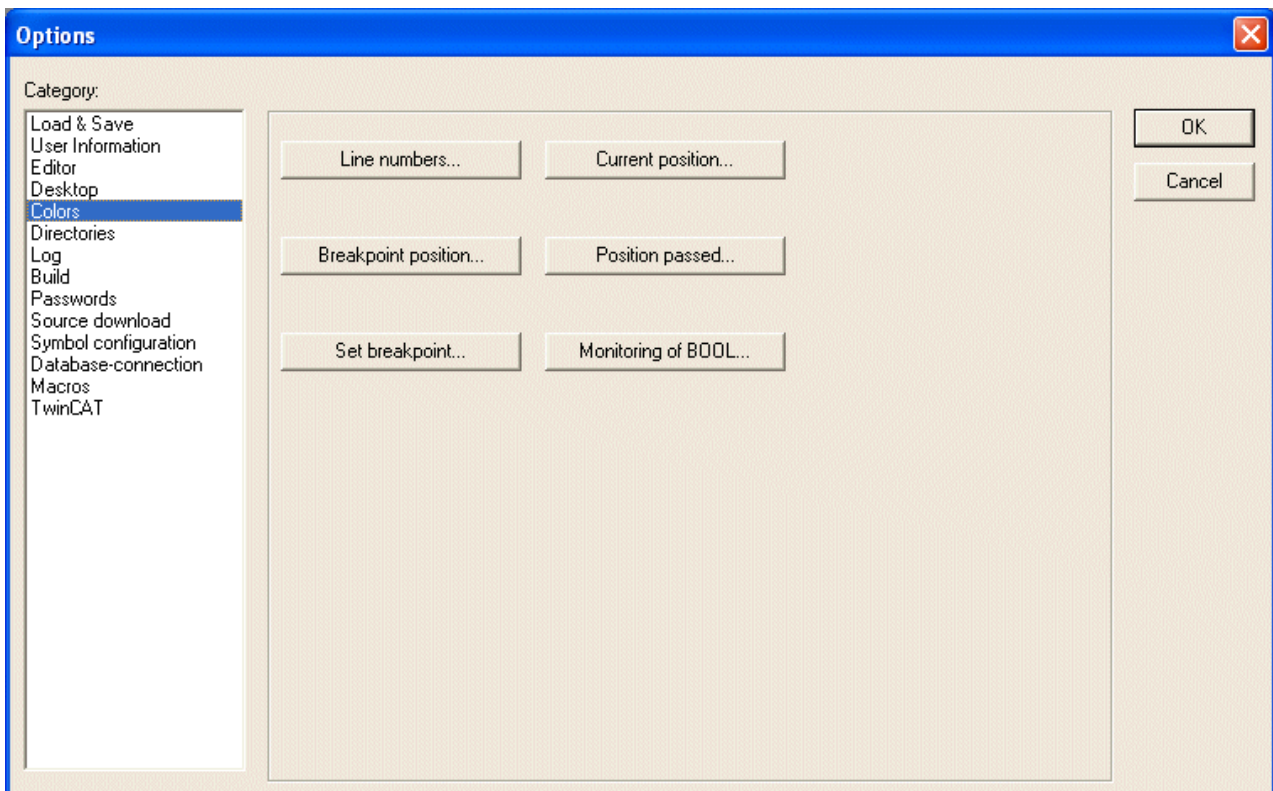 Options
Category:
Load & Save
User Information
Editor
Desktop
Colors
Directories
Log
Build
Passwords
Source download
Symbol configuration
Database-connection
Macros
TwinCAT
Line numbers...
Current position...
Breakpoint position...
Position passed...
Set breakpoint...
Monitoring of BOOL...
OK
Cancel